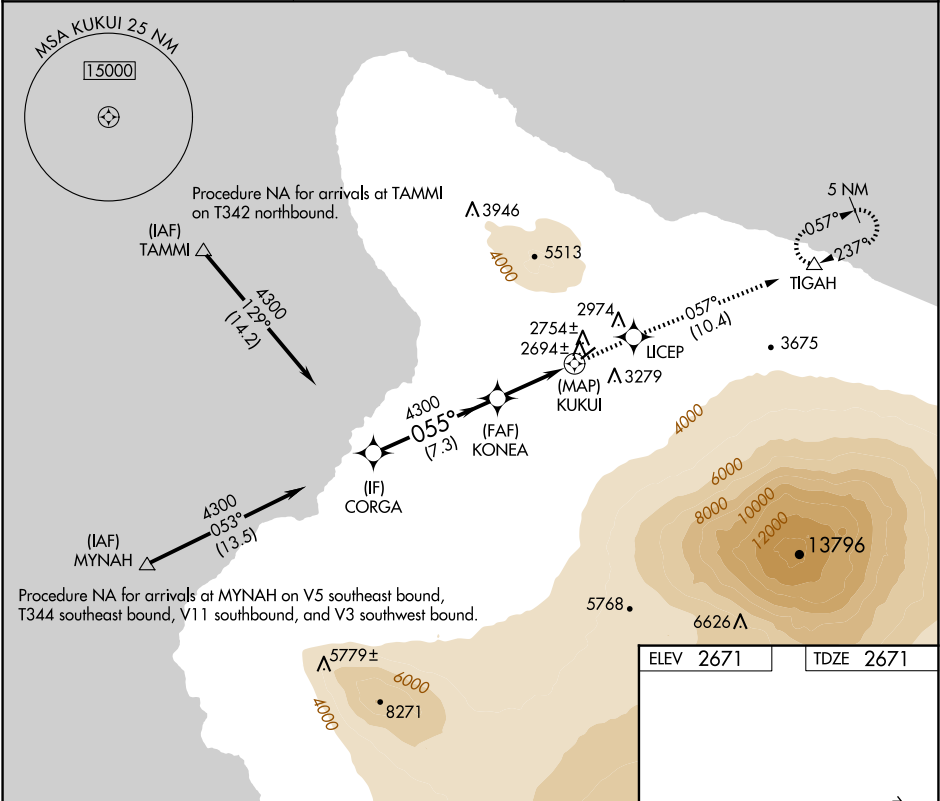 MSA KUKUI 25 NM
15000
Procedure NA for arrivals at TAMMI
on T342 northbound.
(IAF)
TAMMI
4300
129°
(14.2)
3946
5513
4000
5 NM
057°
237°
TIGAH
2974
2754±
2694±
057°
(10.4)
LICEP
3675
3279
(MAP)
KUKUI
4300
055°
(7.3)
(FAF)
KONEA
(IF)
CORGA
4300
053°
(13.5)
(IAF)
MYNAH
Procedure NA for arrivals at MYNAH on V5 southeast bound,
T344 southeast bound, V11 southbound, and V3 southwest bound.
4000
6000
8000
10000
12000
13796
5768
6626
5779±
6000
8271
4000
ELEV 2671
TDZE 2671